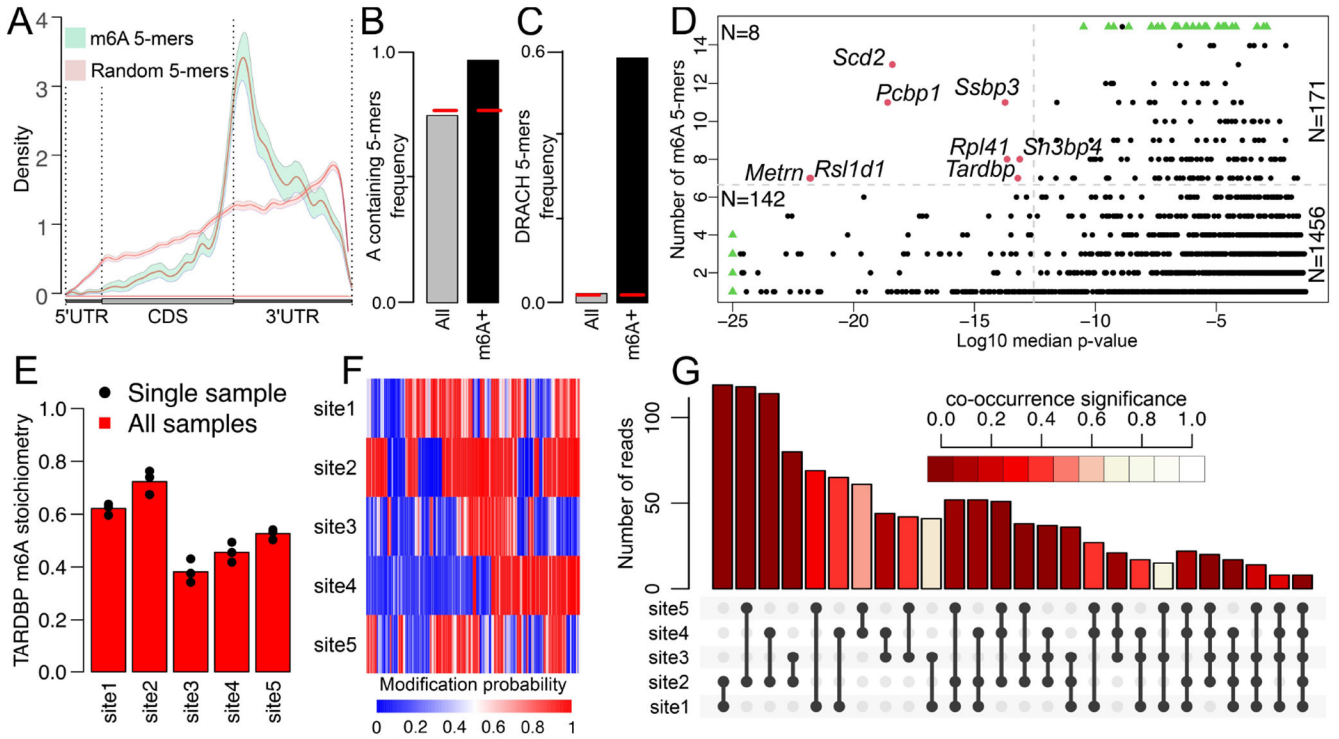 A
m6A 5-mers
Random 5-mers
Density
4
3
2
1
0
5'UTR
CDS
3'UTR
B
A containing 5-mers
frequency
1.0
0.0
All
m6A+
C
DRACH 5-mers
frequency
0.6
0.0
All
m6A+
D
Number of m6A 5-mers
14
12
10
8
6
4
2
N=8
Scd2
Pcbp1
Ssbp3
Rpl41
Sh3bp4
Metrn
Rsl1d1
Tardbp
N=171
N=142
N=1456
−25
−20
−15
−10
−5
Log10 median p-value
E
Single sample
All samples
TARDBP m6A stoichiometry
1.0
0.8
0.6
0.4
0.2
0.0
site1
site2
site3
site4
site5
F
site1
site2
site3
site4
site5
Modification probability
0
0.2
0.4
0.6
0.8
1
G
co-occurrence significance
0.0
0.2
0.4
0.6
0.8
1.0
Number of reads
100
50
0
site5
site4
site3
site2
site1